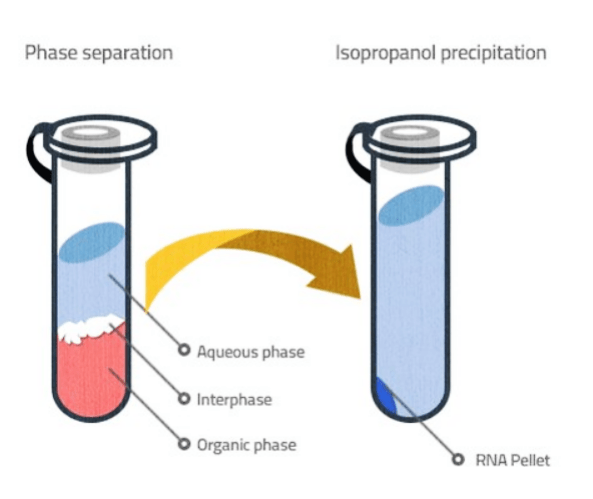 Phase separation
Isopropanol precipitation
Aqueous phase
Interphase
Organic phase
RNA Pellet